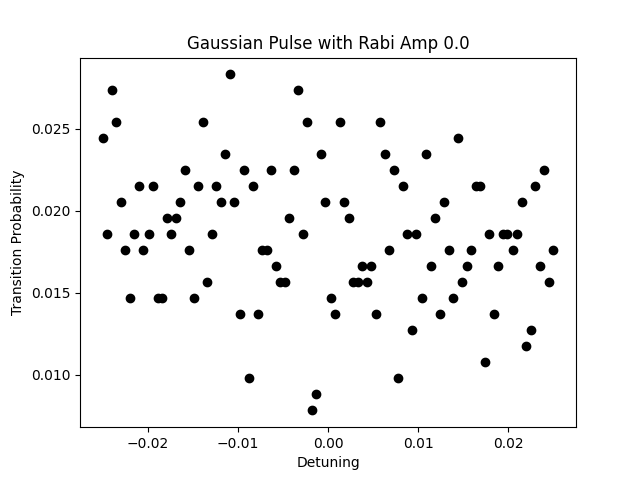 Gaussian Pulse with Rabi Amp 0.0
Transition Probability
0.025
0.020
0.015
0.010
−0.02 −0.01 0.00 0.01 0.02
Detuning